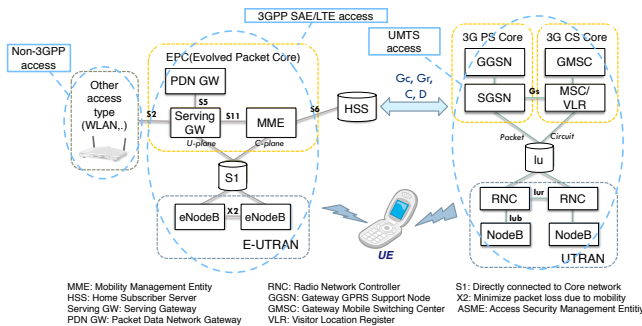 3GPP SAE/LTE access
Non-3GPP
access
UMTS
access
EPC(Evolved Packet Core)
PDN GW
S5
S2
Serving
GW
S11
MME
S6
HSS
U-plane
C-plane
S1
Other
access
type
(WLAN,.)
eNodeB
X2
eNodeB
E-UTRAN
Gc, Gr,
C, D
UE
3G PS Core
3G CS Core
GGSN
GMSC
SGSN
Gs
MSC/
VLR
Packet
Circuit
Iu
RNC
Iur
RNC
Iub
NodeB
NodeB
UTRAN
MME: Mobility Management Entity
HSS: Home Subscriber Server
Serving GW: Serving Gateway
PDN GW: Packet Data Network Gateway
RNC: Radio Network Controller
GGSN: Gateway GPRS Support Node
GMSC: Gateway Mobile Switching Center
VLR: Visitor Location Register
S1: Directly connected to Core network
X2: Minimize packet loss due to mobility
ASME: Access Security Management Entity